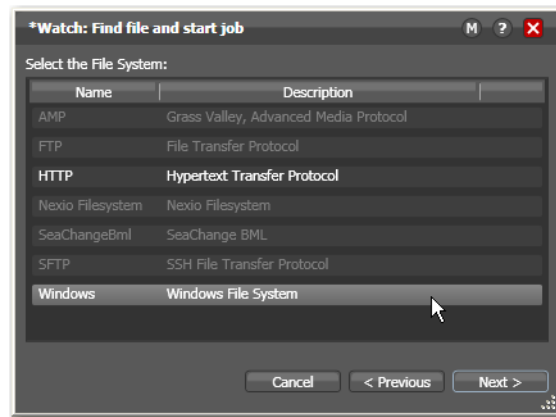 *Watch: Find file and start job M ? X
Select the File System:
Name Description
AMP Grass Valley, Advanced Media Protocol
FTP File Transfer Protocol
HTTP Hypertext Transfer Protocol
Nexio Filesystem Nexio Filesystem
SeaChangeBml SeaChange BML
SFTP SSH File Transfer Protocol
Windows Windows File System
Cancel < Previous Next >